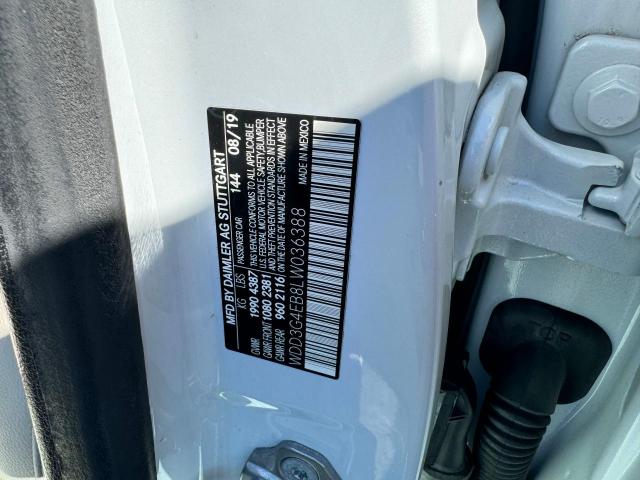 MFD BY DAIMLER AG STUTTGART
PASSENGER CAR 144 08/19
KG LBS
GVWR 1990 4387
GAWR FRONT 1080 2381
GAWR REAR 960 2116
THIS VEHICLE CONFORMS TO ALL APPLICABLE
U.S. FEDERAL MOTOR VEHICLE SAFETY, BUMPER
AND THEFT PREVENTION STANDARDS IN EFFECT
ON THE DATE OF MANUFACTURE SHOWN ABOVE
WDD3G4EB8LW036388
MADE IN MEXICO
TOP